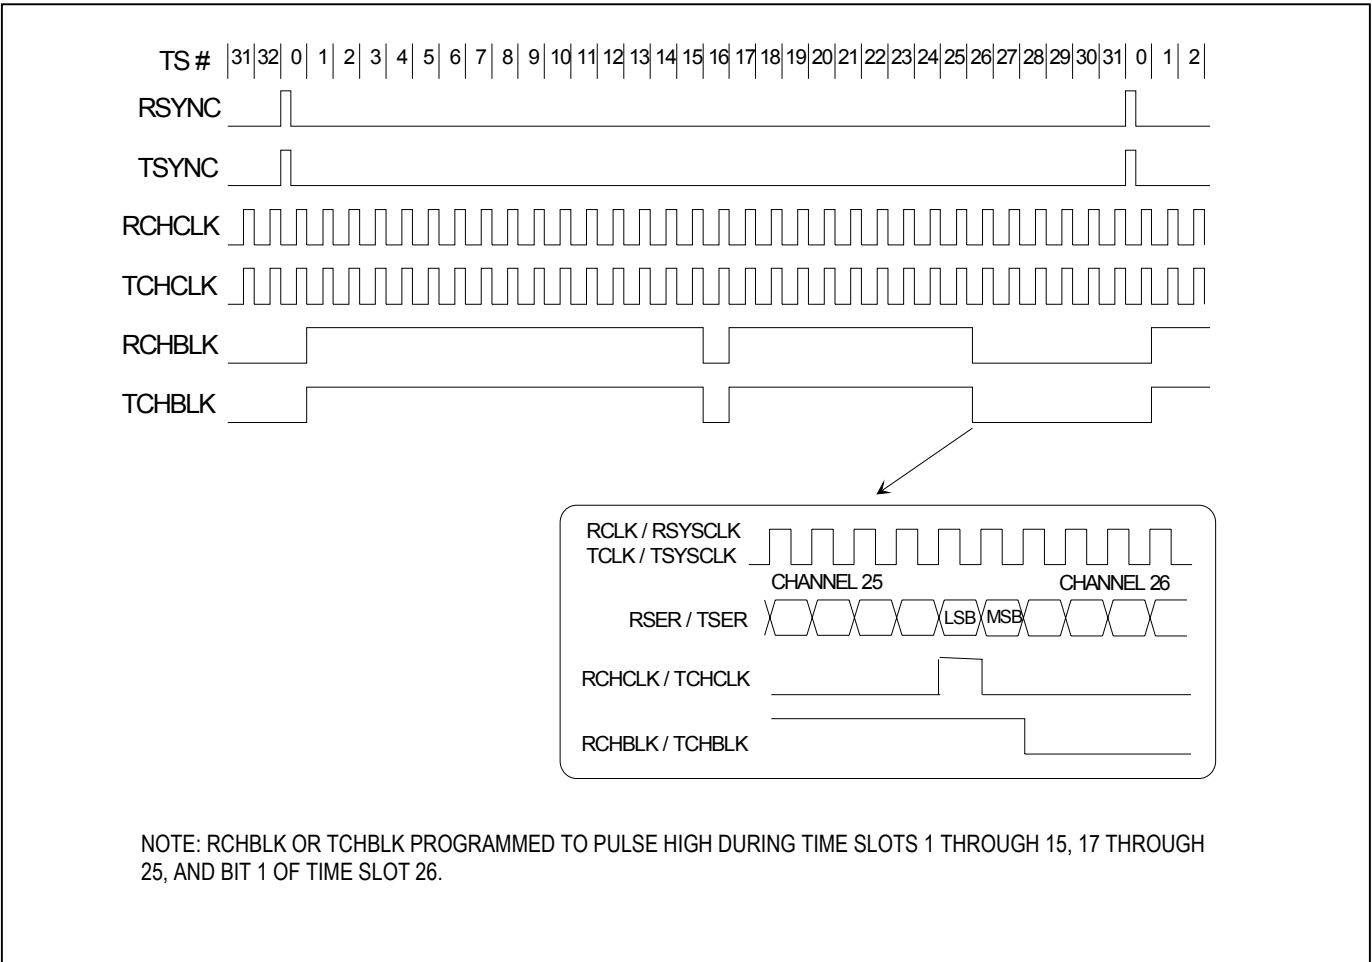 TS # 31 32 0 1 2 3 4 5 6 7 8 9 10 11 12 13 14 15 16 17 18 19 20 21 22 23 24 25 26 27 28 29 30 31 0 1 2
RSYNC
TSYNC
RCHCLK
TCHCLK
RCHBLK
TCHBLK
RCLK / RSYSCLK
TCLK / TSYSCLK
CHANNEL 25 CHANNEL 26
RSER / TSER LSB MSB
RCHCLK / TCHCLK
RCHBLK / TCHBLK
NOTE: RCHBLK OR TCHBLK PROGRAMMED TO PULSE HIGH DURING TIME SLOTS 1 THROUGH 15, 17 THROUGH
25, AND BIT 1 OF TIME SLOT 26.